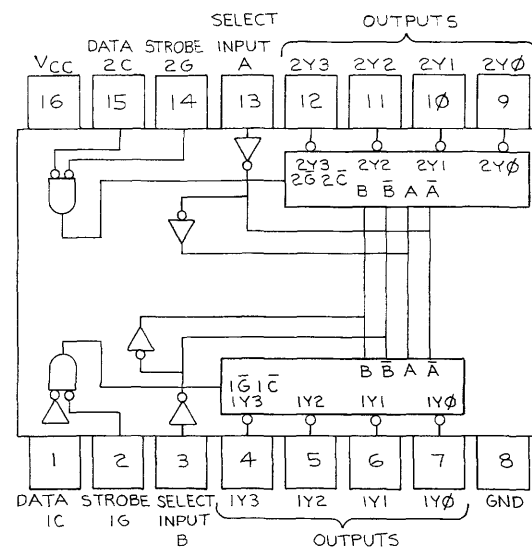 SELECT
OUTPUTS
DATA STROBE INPUT
VCC 2C 2G A 2Y3 2Y2 2Y1 2YØ
16 15 14 13 12 11 1Ø 9
2Y3 2Y2 2Y1 2YØ
2G̅ 2C̅ B B̅ A A̅
B B̅ A A̅
1G̅ 1C̅
1Y3 1Y2 1Y1 1YØ
1 2 3 4 5 6 7 8
DATA STROBE SELECT 1Y3 1Y2 1Y1 1YØ GND
1C 1G INPUT
B
OUTPUTS